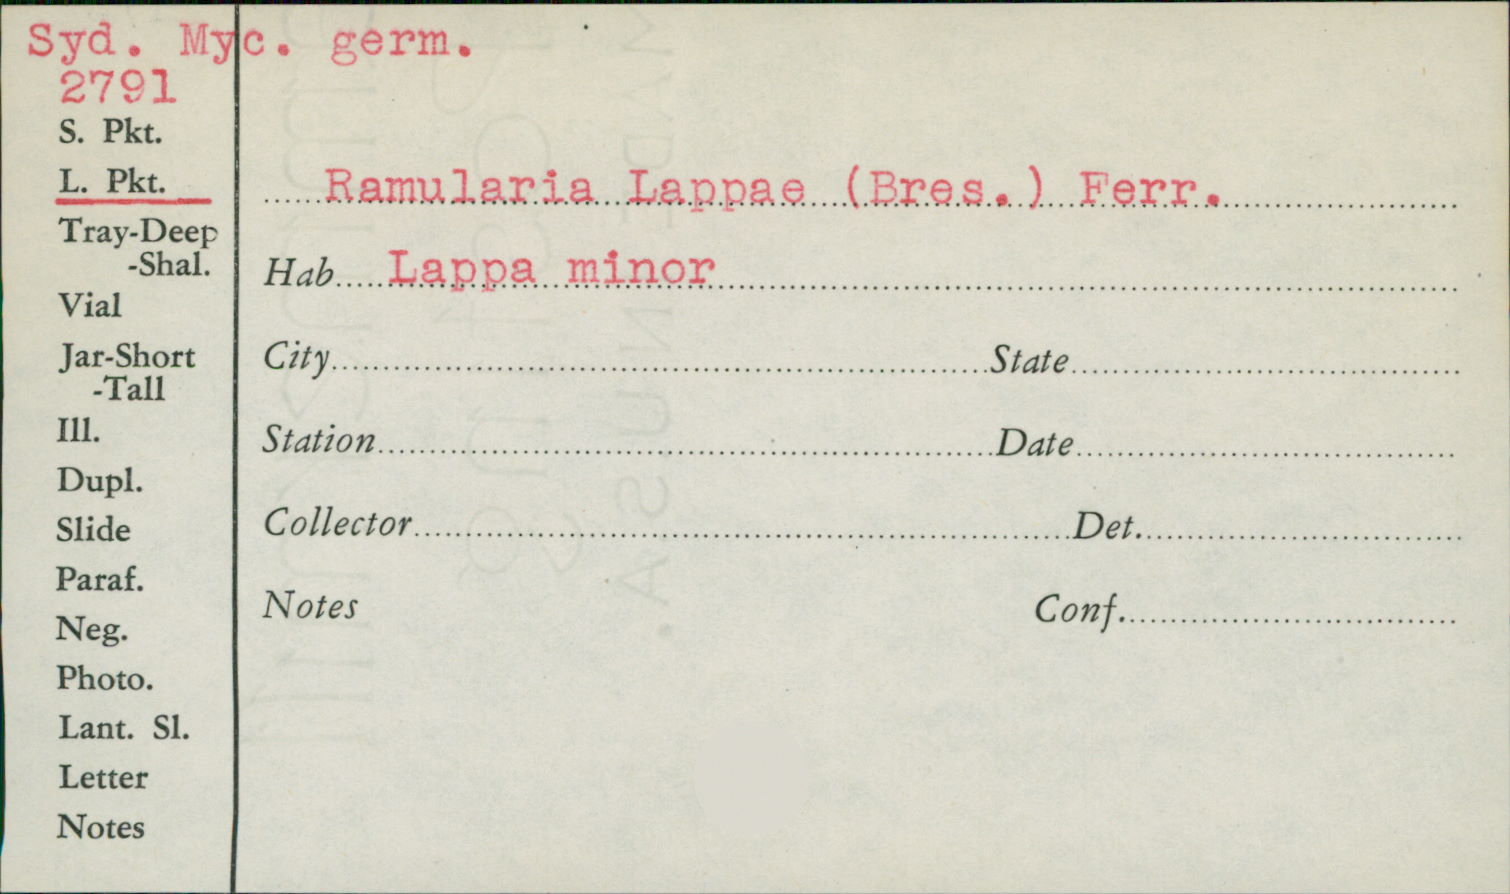 Syd. Myc. germ.
2791
S. Pkt.
L. Pkt.
Tray-Deep
-Shal.
Vial
Jar-Short
-Tall
Ill.
Dupl.
Slide
Paraf.
Neg.
Photo.
Lant. Sl.
Letter
Notes
Ramularia Lappae (Bres.) Ferr.
Hab. Lappa minor
City State
Station Date
Collector Det.
Notes Conf.